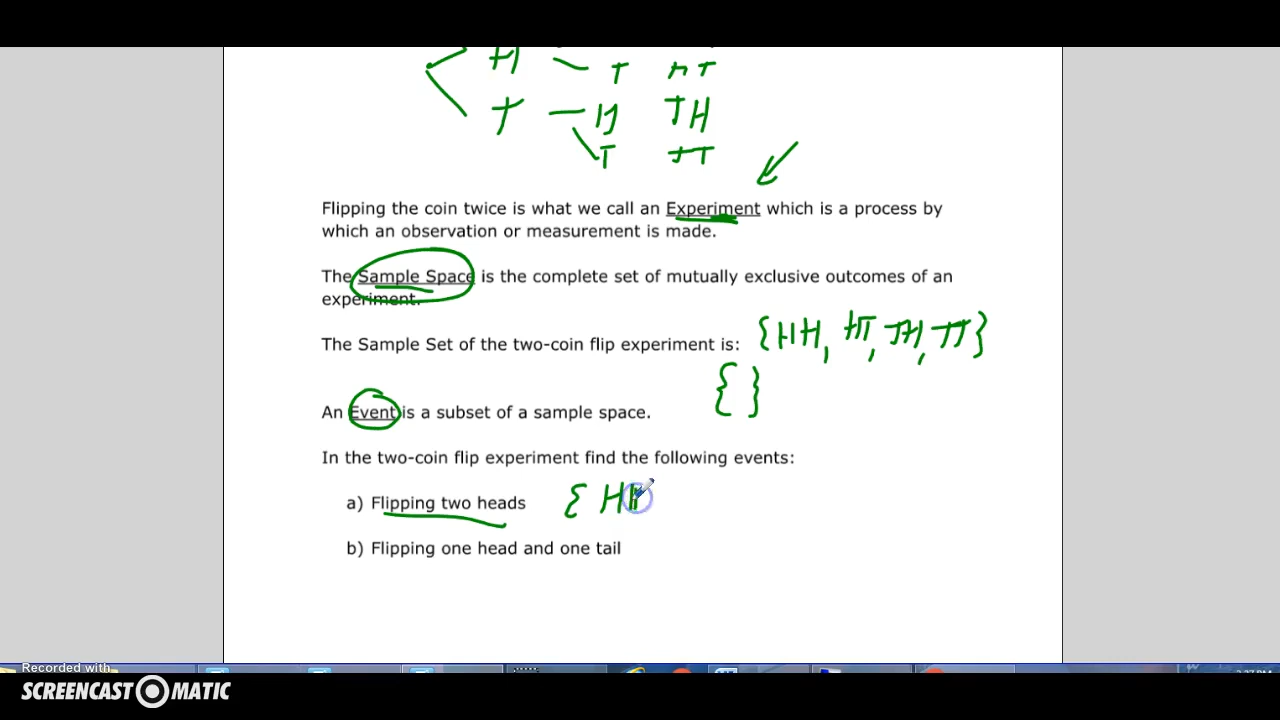 H
T HT
T H TH
T TT
Flipping the coin twice is what we call an Experiment which is a process by
which an observation or measurement is made.
The Sample Space is the complete set of mutually exclusive outcomes of an
experiment.
The Sample Set of the two-coin flip experiment is: {HH, HT, TH, TT}
{ }
An Event is a subset of a sample space.
In the two-coin flip experiment find the following events:
a) Flipping two heads { HH
b) Flipping one head and one tail
Recorded with
SCREENCAST-O-MATIC